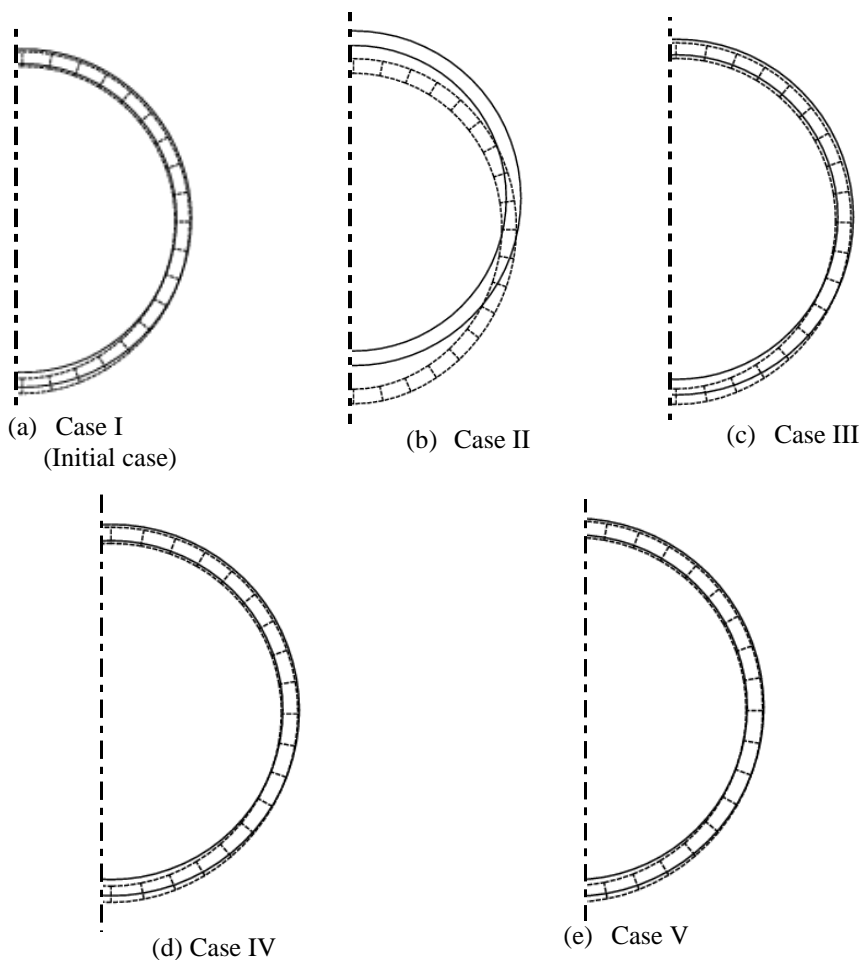 (a) Case I
(Initial case)
(b) Case II
(c) Case III
(d) Case IV
(e) Case V